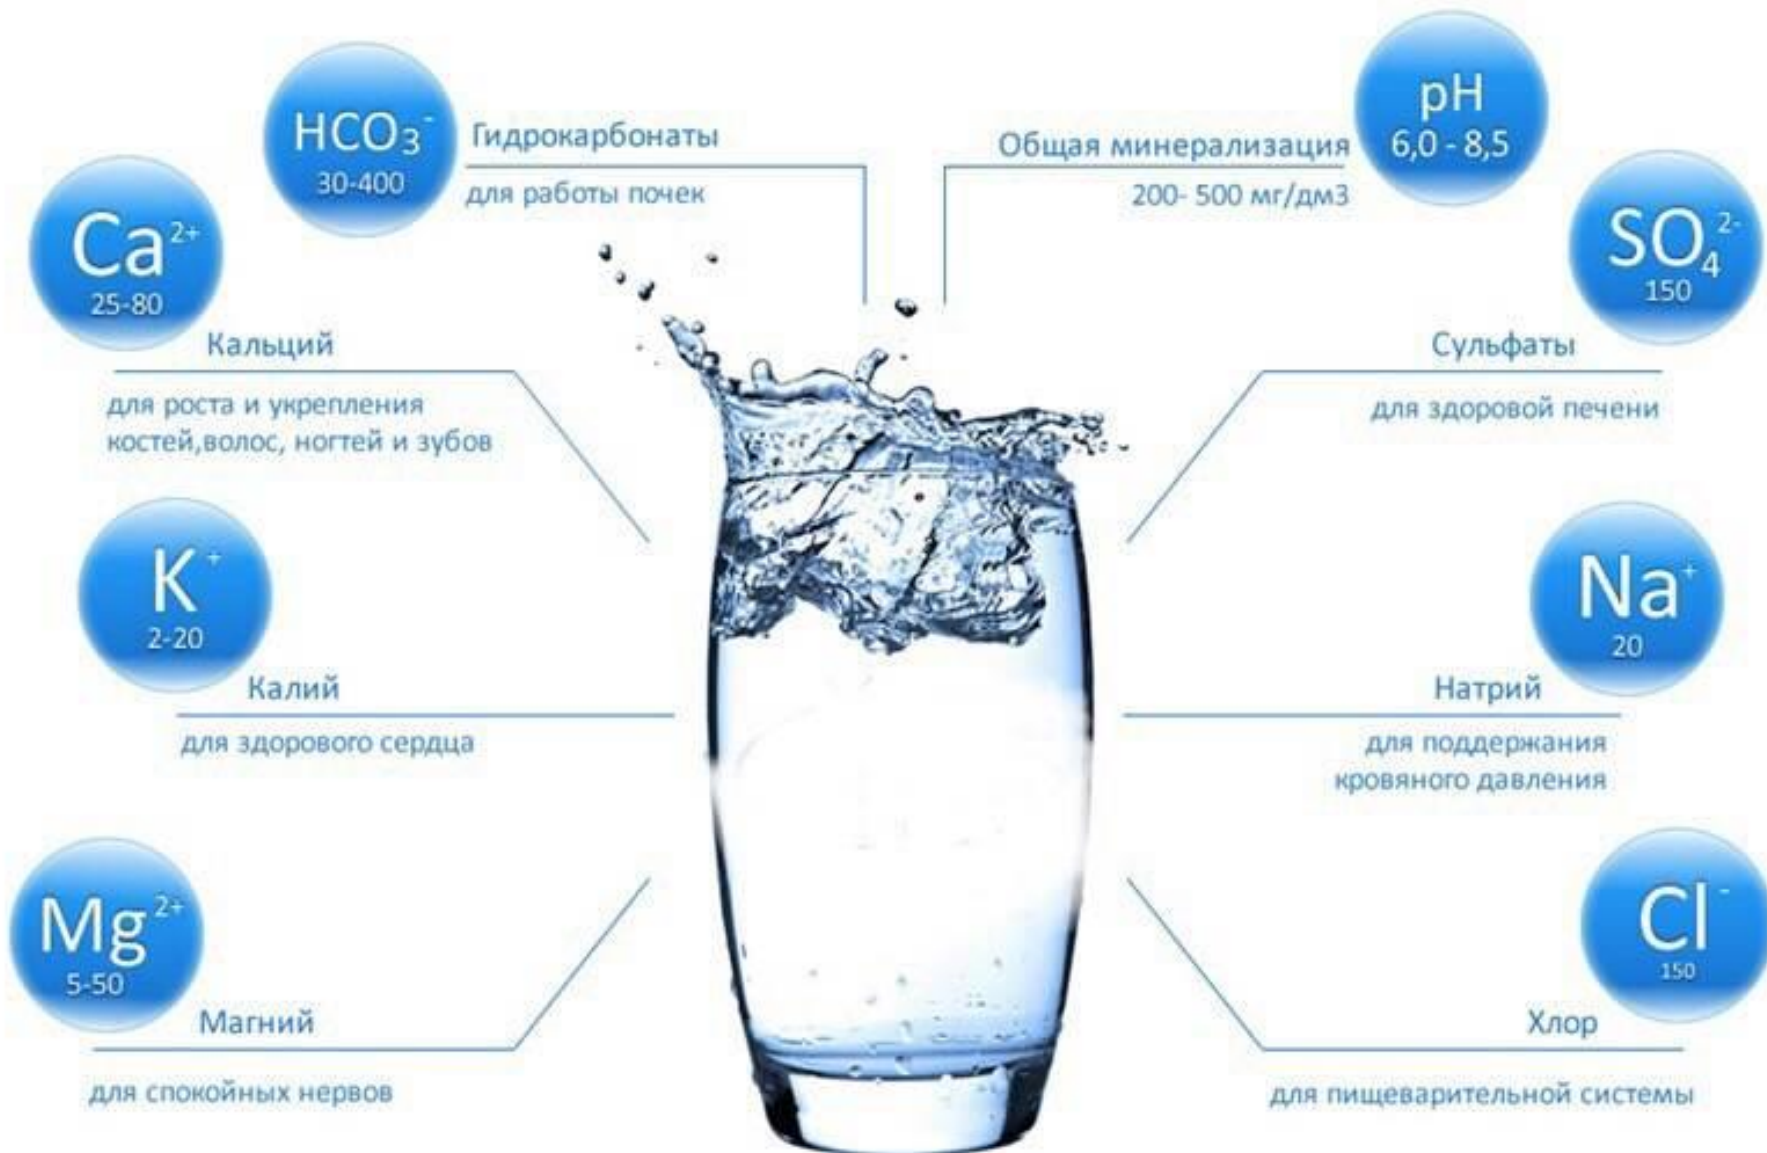 HCO₃⁻
30-400
Гидрокарбонаты
для работы почек
pH
6,0 - 8,5
Общая минерализация
200- 500 мг/дм3
Ca²⁺
25-80
Кальций
для роста и укрепления
костей,волос, ногтей и зубов
SO₄²⁻
150
Сульфаты
для здоровой печени
K⁺
2-20
Калий
для здорового сердца
Na⁺
20
Натрий
для поддержания
кровяного давления
Mg²⁺
5-50
Магний
для спокойных нервов
Cl⁻
150
Хлор
для пищеварительной системы